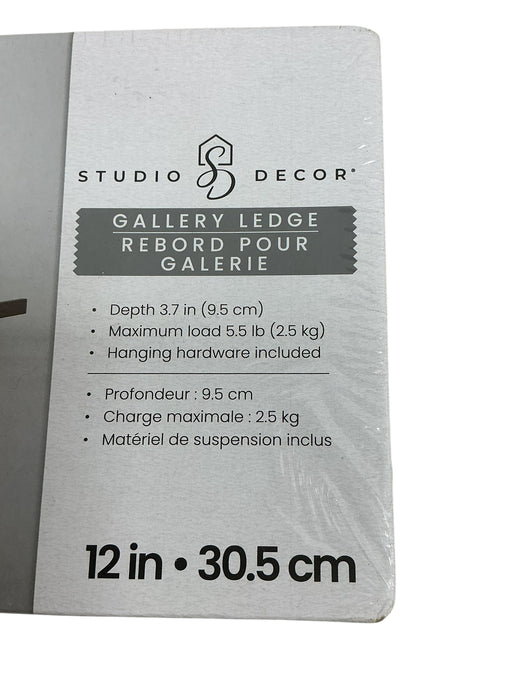 STUDIO SD DECOR®
GALLERY LEDGE
REBORD POUR
GALERIE
• Depth 3.7 in (9.5 cm)
• Maximum load 5.5 lb (2.5 kg)
• Hanging hardware included
• Profondeur : 9.5 cm
• Charge maximale : 2.5 kg
• Matériel de suspension inclus
12 in • 30.5 cm